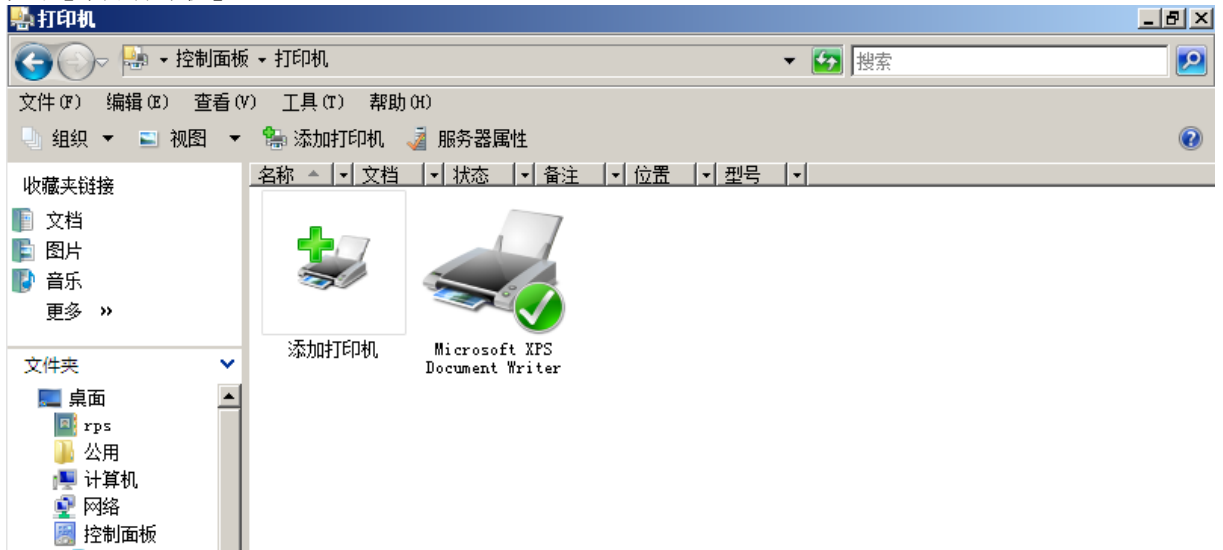 打印机
控制面板 打印机 搜索
文件(F) 编辑(E) 查看(V) 工具(T) 帮助(H)
组织 视图 添加打印机 服务器属性
收藏夹链接
名称 文档 状态 备注 位置 型号
文档
图片
音乐
更多 »
添加打印机
Microsoft XPS
Document Writer
文件夹
桌面
rps
公用
计算机
网络
控制面板